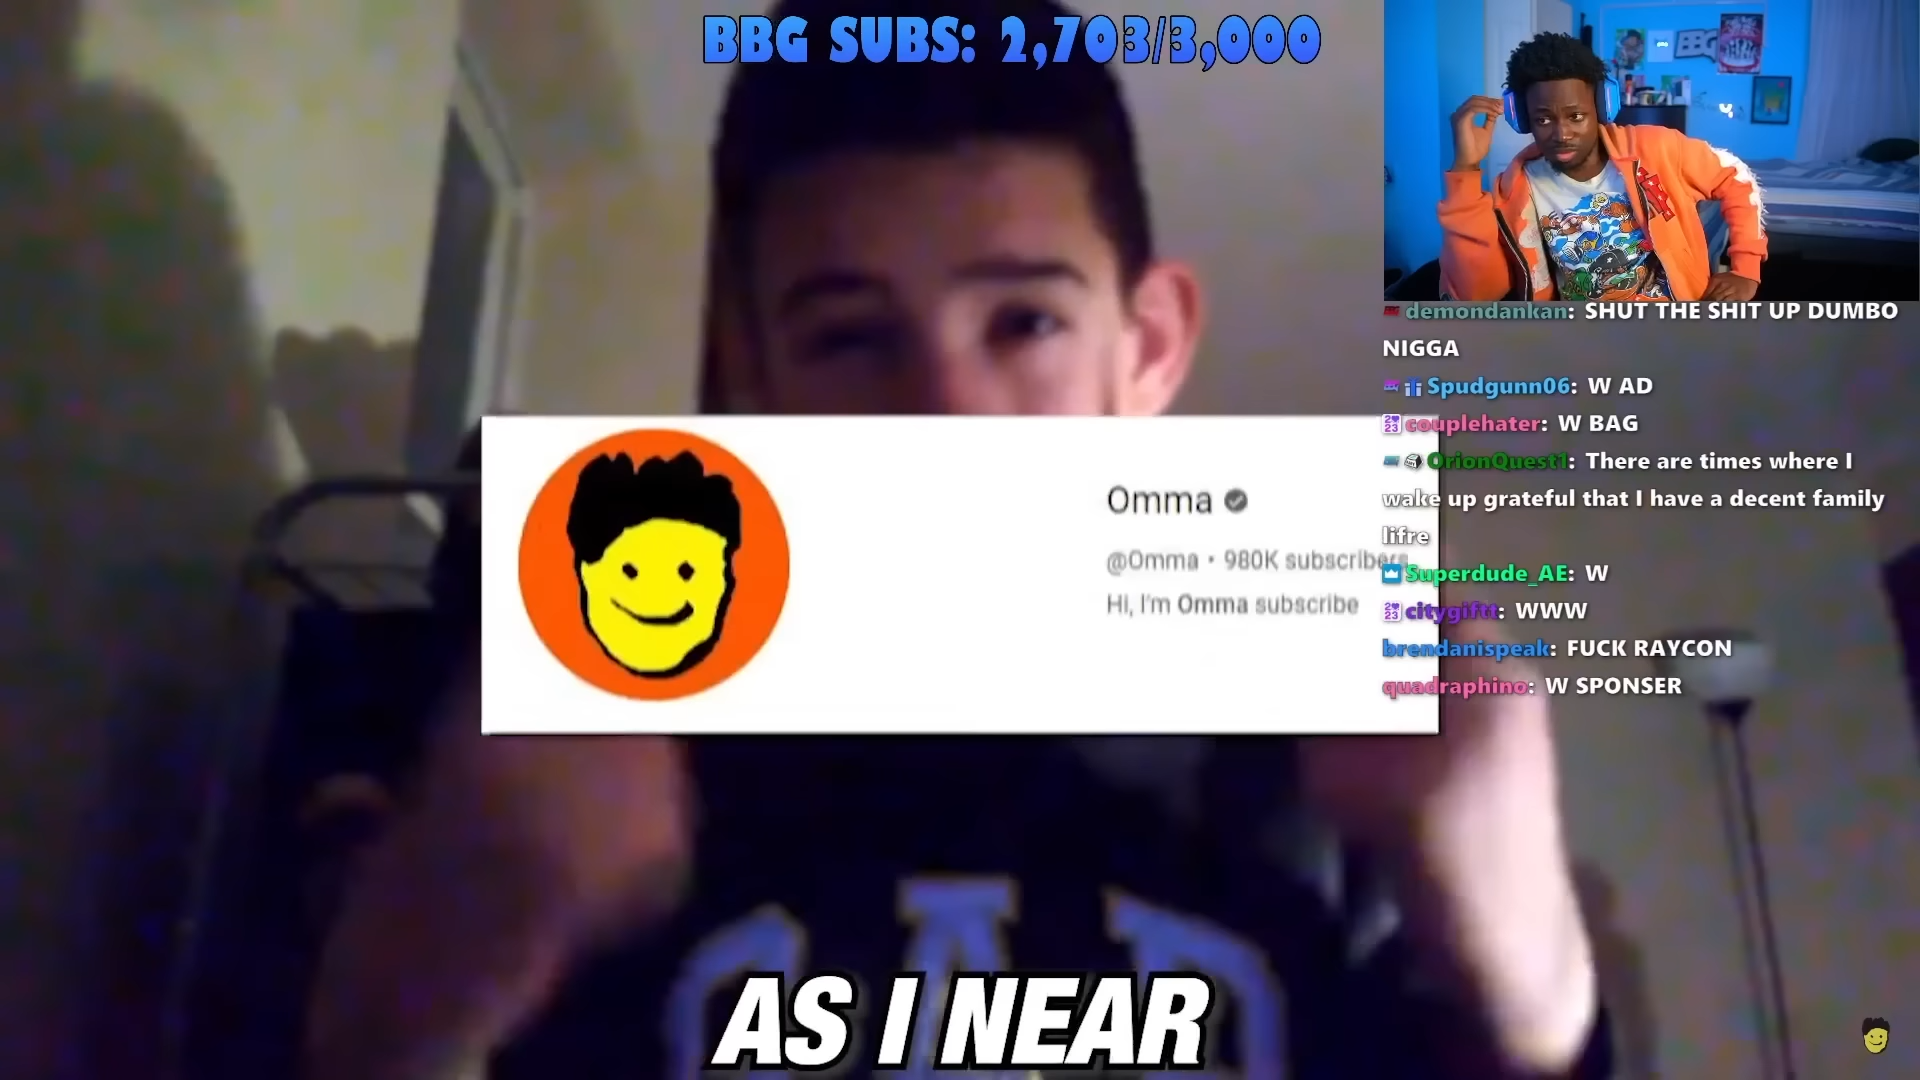 BBG SUBS: 2,703/3,000
BBG
demondankan: SHUT THE SHIT UP DUMBO
NIGGA
Spudgunn06: W AD
couplehater: W BAG
OrionQuest1: There are times where I
wake up grateful that I have a decent family
lifre
Superdude_AE: W
citygiftt: WWW
brendanispeak: FUCK RAYCON
quadraphino: W SPONSER
Omma
@Omma • 980K subscribers
Hi, I'm Omma subscribe
GAP
AS I NEAR